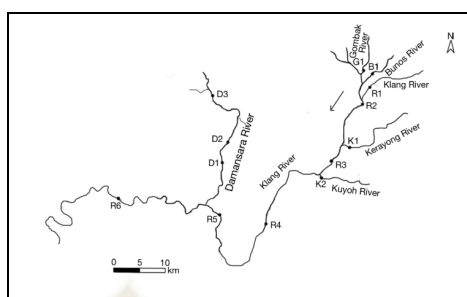 N
Gombak
River
G1
B1
Bunos River
R1
Klang River
R2
D3
D2
D1
Damansara River
K1
Kerayong River
R3
K2
Kuyoh River
Klang River
R6
R5
R4
0 5 10
km